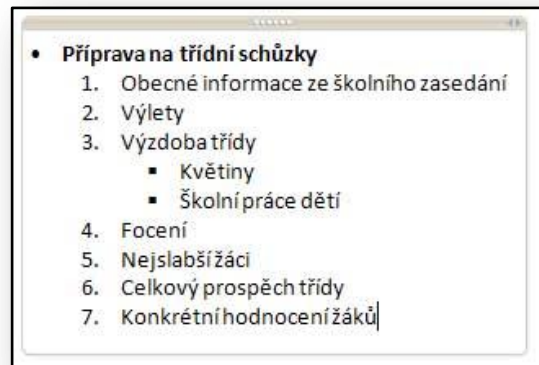 • Příprava na třídní schůzky
1. Obecné informace ze školního zasedání
2. Výlety
3. Výzdoba třídy
▪ Květiny
▪ Školní práce dětí
4. Focení
5. Nejslabší žáci
6. Celkový prospěch třídy
7. Konkrétní hodnocení žáků